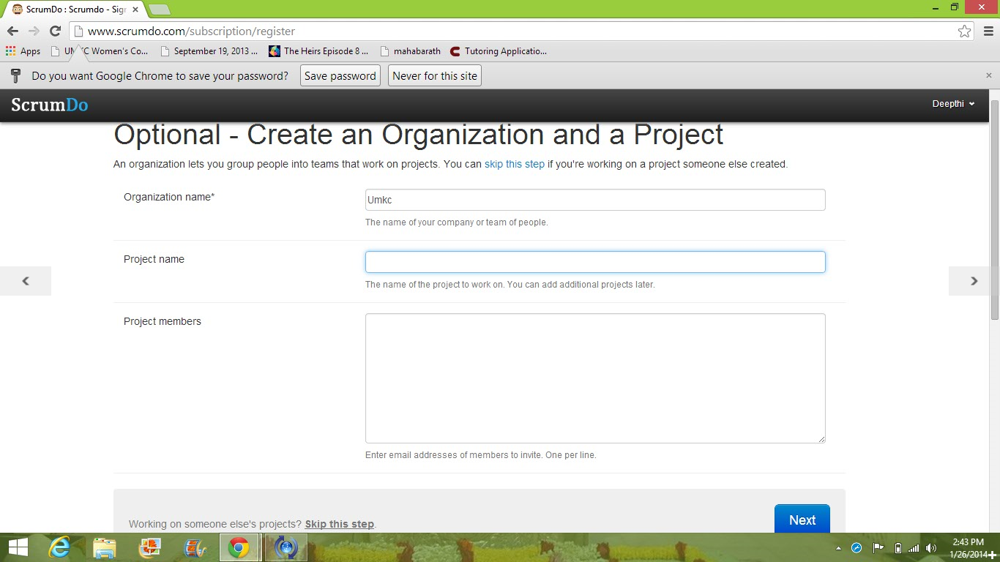 ScrumDo : Scrumdo - Sign
www.scrumdo.com/subscription/register
Apps UMKC Women's Co... September 19, 2013 ... The Heirs Episode 8 ... mahabarath Tutoring Applicatio...
Do you want Google Chrome to save your password? Save password Never for this site
ScrumDo Deepthi
Optional - Create an Organization and a Project
An organization lets you group people into teams that work on projects. You can skip this step if you're working on a project someone else created.
Organization name* Umkc
The name of your company or team of people.
Project name
The name of the project to work on. You can add additional projects later.
Project members
Enter email addresses of members to invite. One per line.
Working on someone else's projects? Skip this step. Next
2:43 PM
1/26/2014